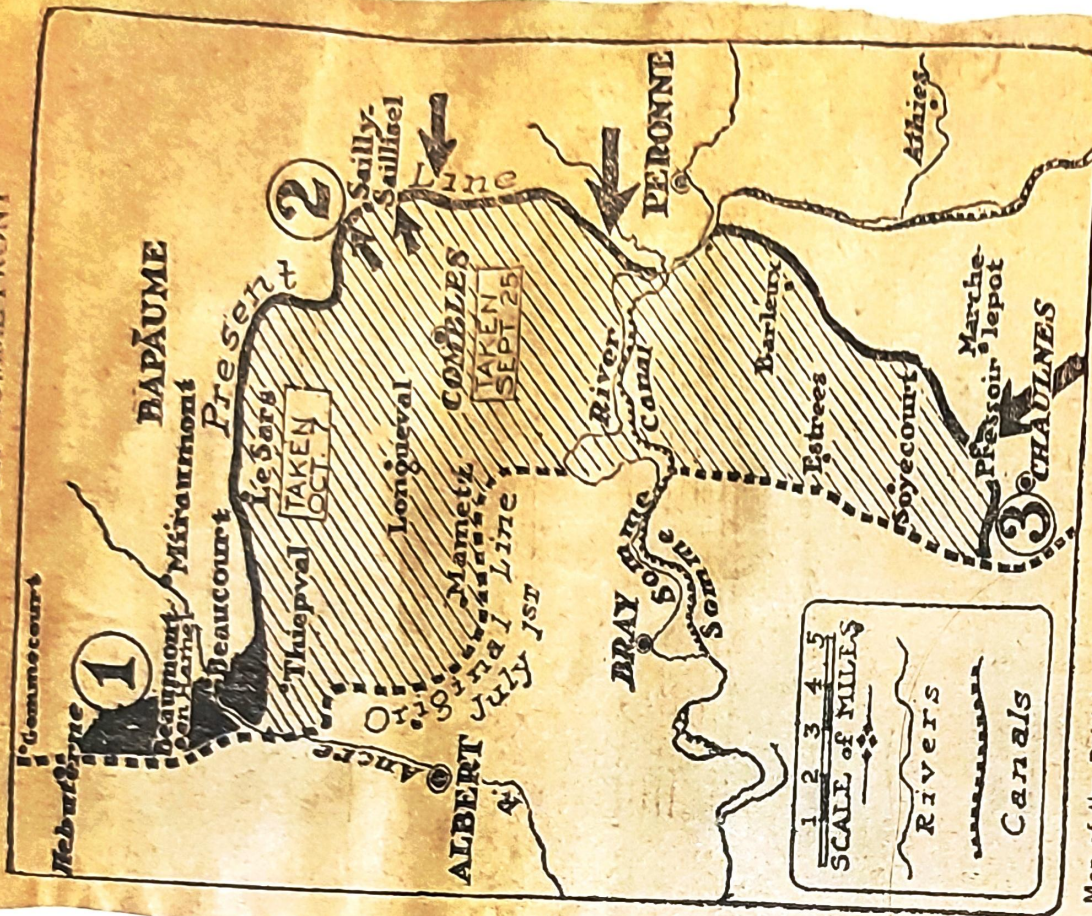 Gommecourt
Hebuterne
1
Beaumont
Hamel
Beaucourt
Miraumont
BAPAUME
Present
Line
2
Sailly-
Saillisel
Le Sars
TAKEN
OCT
Thiepval
Longueval
COMBLES
TAKEN
SEPT 25
Mametz
Original Line
July 1ST
Ancre
ALBERT
BRAY
River
Canal
Somme
Somme
PERONNE
Athies
Barleux
Estrees
Soyecourt
Pressoir
Marche-
lepot
3
CHAULNES
1 2 3 4 5
SCALE of MILES
Rivers
Canals